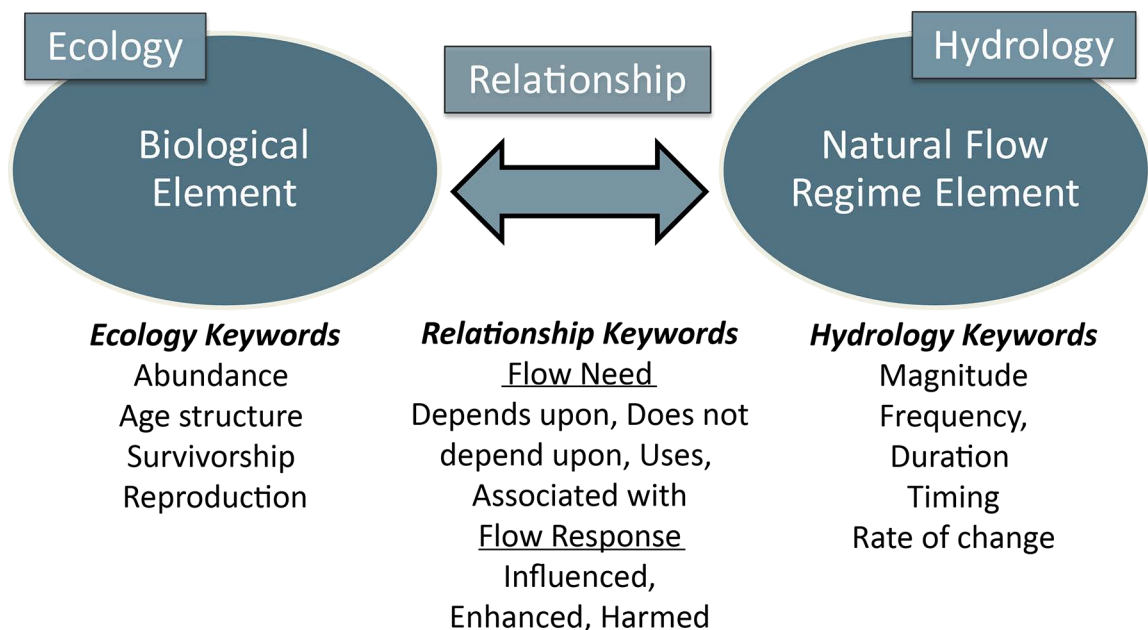 Ecology
Biological
Element
Relationship
Hydrology
Natural Flow
Regime Element
Ecology Keywords
Abundance
Age structure
Survivorship
Reproduction
Relationship Keywords
Flow Need
Depends upon, Does not
depend upon, Uses,
Associated with
Flow Response
Influenced,
Enhanced, Harmed
Hydrology Keywords
Magnitude
Frequency,
Duration
Timing
Rate of change